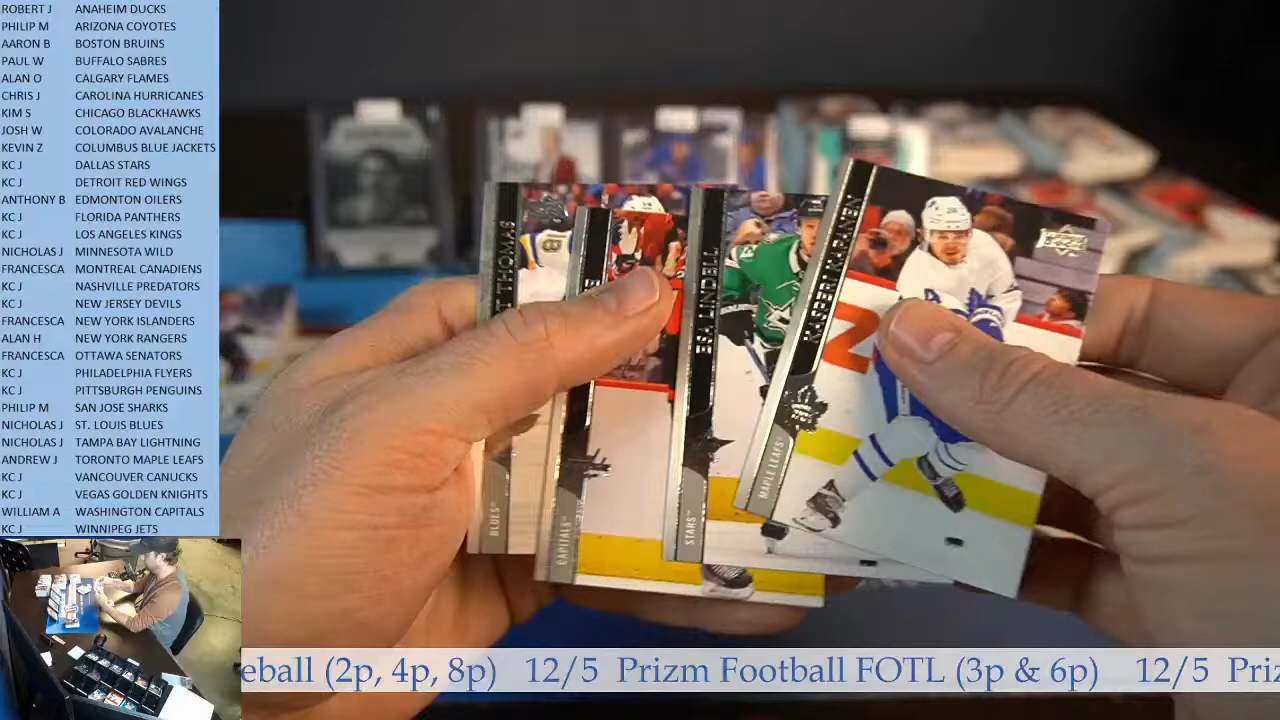 ROBERT J ANAHEIM DUCKS
PHILIP M ARIZONA COYOTES
AARON B BOSTON BRUINS
PAUL W BUFFALO SABRES
ALAN O CALGARY FLAMES
CHRIS J CAROLINA HURRICANES
KIM S CHICAGO BLACKHAWKS
JOSH W COLORADO AVALANCHE
KEVIN Z COLUMBUS BLUE JACKETS
KC J DALLAS STARS
KC J DETROIT RED WINGS
ANTHONY B EDMONTON OILERS
KC J FLORIDA PANTHERS
KC J LOS ANGELES KINGS
NICHOLAS J MINNESOTA WILD
FRANCESCA MONTREAL CANADIENS
KC J NASHVILLE PREDATORS
KC J NEW JERSEY DEVILS
FRANCESCA NEW YORK ISLANDERS
ALAN H NEW YORK RANGERS
FRANCESCA OTTAWA SENATORS
KC J PHILADELPHIA FLYERS
KC J PITTSBURGH PENGUINS
PHILIP M SAN JOSE SHARKS
NICHOLAS J ST. LOUIS BLUES
NICHOLAS J TAMPA BAY LIGHTNING
ANDREW J TORONTO MAPLE LEAFS
KC J VANCOUVER CANUCKS
KC J VEGAS GOLDEN KNIGHTS
WILLIAM A WASHINGTON CAPITALS
KC J WINNIPEG JETS
THOMAS
BLUES
CAPITALS
ESA LINDELL
STARS
KASPERI KAPANEN
MAPLE LEAFS
eball (2p, 4p, 8p) 12/5 Prizm Football FOTL (3p & 6p) 12/5 Priz